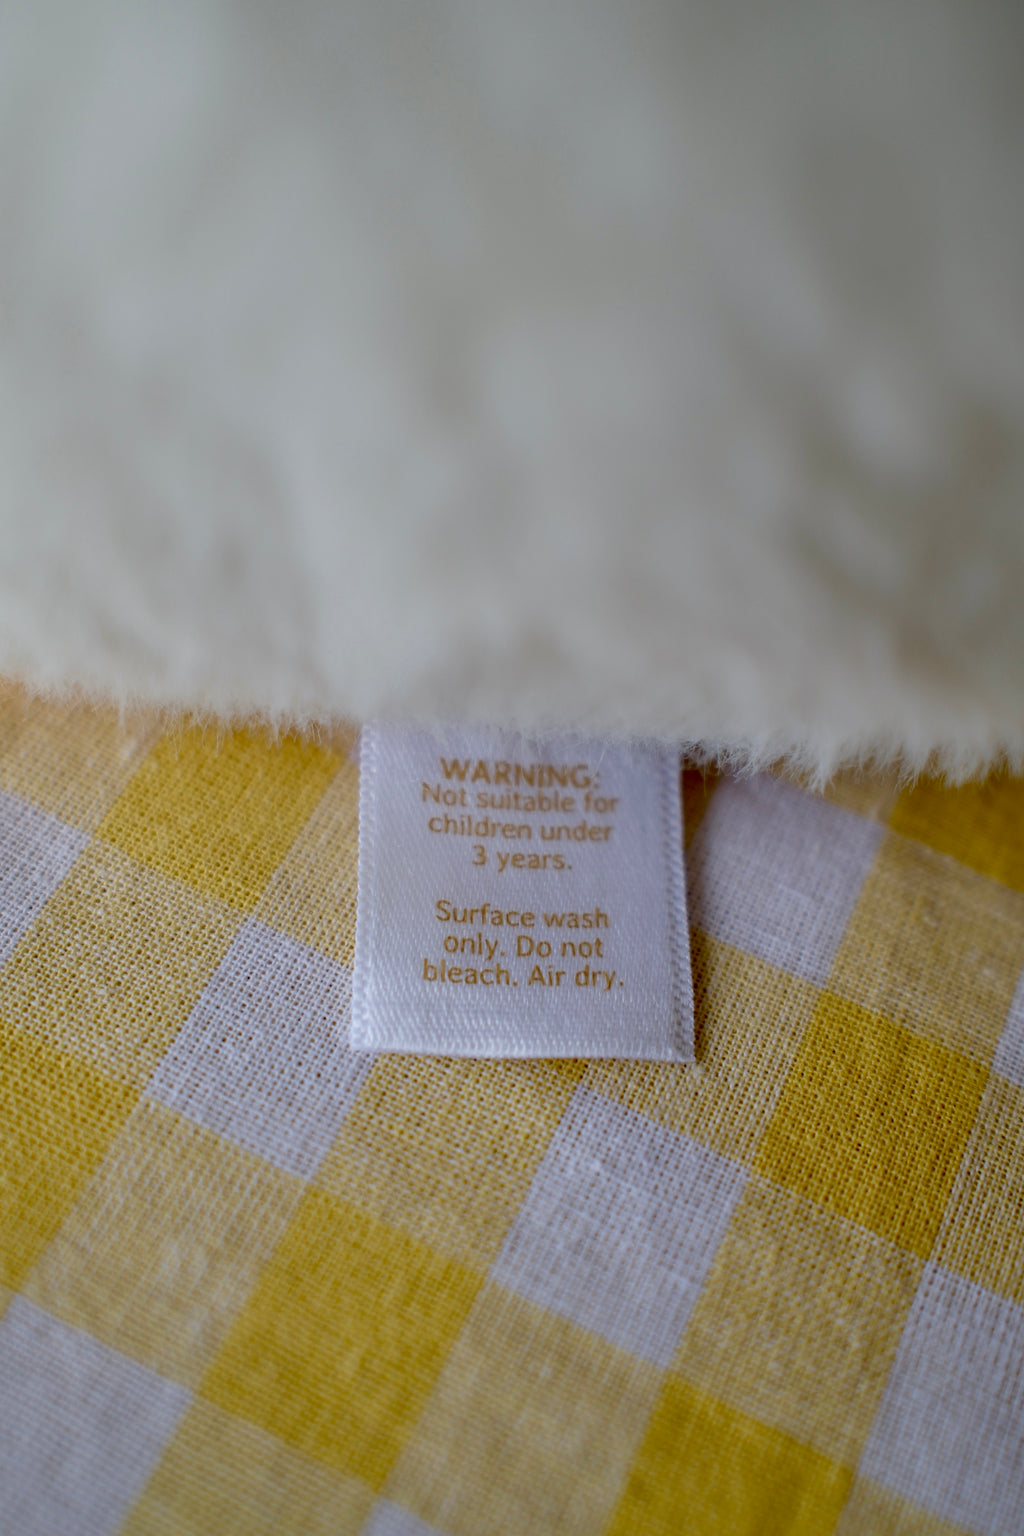 WARNING:
Not suitable for
children under
3 years.
Surface wash
only. Do not
bleach. Air dry.